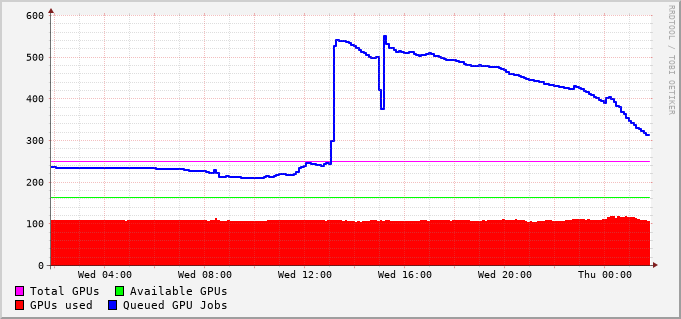 RRDTOOL / TOBI OETIKER
600
500
400
300
200
100
0
Wed 04:00 Wed 08:00 Wed 12:00 Wed 16:00 Wed 20:00 Thu 00:00
Total GPUs Available GPUs
GPUs used Queued GPU Jobs